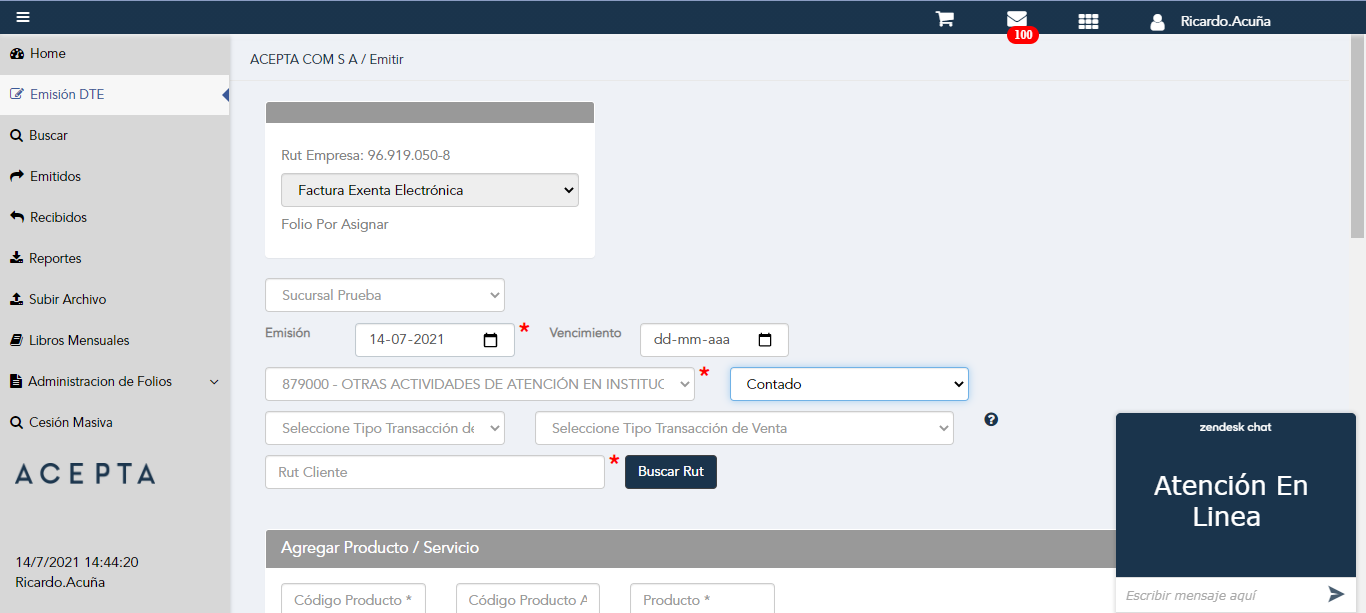 100
Ricardo.Acuña
Home
Emisión DTE
Buscar
Emitidos
Recibidos
Reportes
Subir Archivo
Libros Mensuales
Administracion de Folios
Cesión Masiva
ACEPTA
14/7/2021 14:44:20
Ricardo.Acuña
ACEPTA COM S A / Emitir
Rut Empresa: 96.919.050-8
Factura Exenta Electrónica
Folio Por Asignar
Sucursal Prueba
Emisión 14-07-2021 * Vencimiento dd-mm-aaa
879000 - OTRAS ACTIVIDADES DE ATENCIÓN EN INSTITUC * Contado
Seleccione Tipo Transacción de Seleccione Tipo Transacción de Venta ?
Rut Cliente * Buscar Rut
Agregar Producto / Servicio
Código Producto * Código Producto A Producto *
zendesk chat
Atención En
Linea
Escribir mensaje aquí